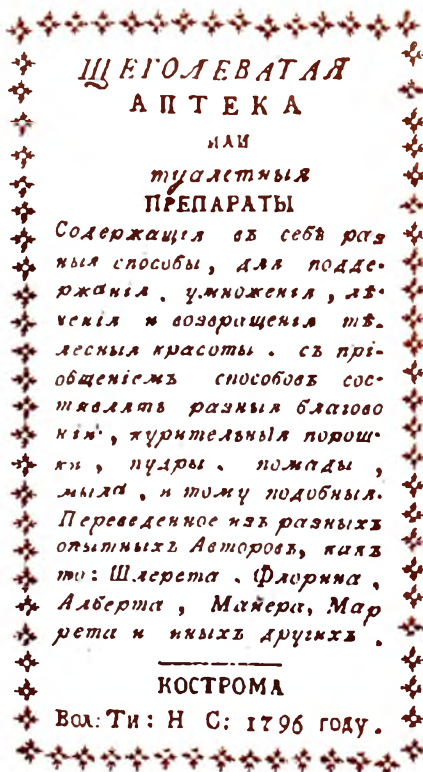 ЩЕГОЛЕВАТАЯ
АПТЕКА
ИЛИ
туалетныя
ПРЕПАРАТЫ
Содержащія въ себѣ раз
ныя способы, для подде-
ржанія, умноженія, лѣ-
ченія и возвращенія тѣ-
лесныя красоты. съ прі-
общеніемъ способовъ сос-
тавлять разныя благово
ніи, курительныя порош-
ки, пудры. помады,
мыла, и тому подобныя.
Переведенное изъ разныхъ
опытныхъ Авторовъ, какъ
то: Шлерета, Флорина,
Алберта, Маиера, Мар
рета и иныхъ другихъ.
КОСТРОМА
Вол: Ти: Н С: 1796 году.